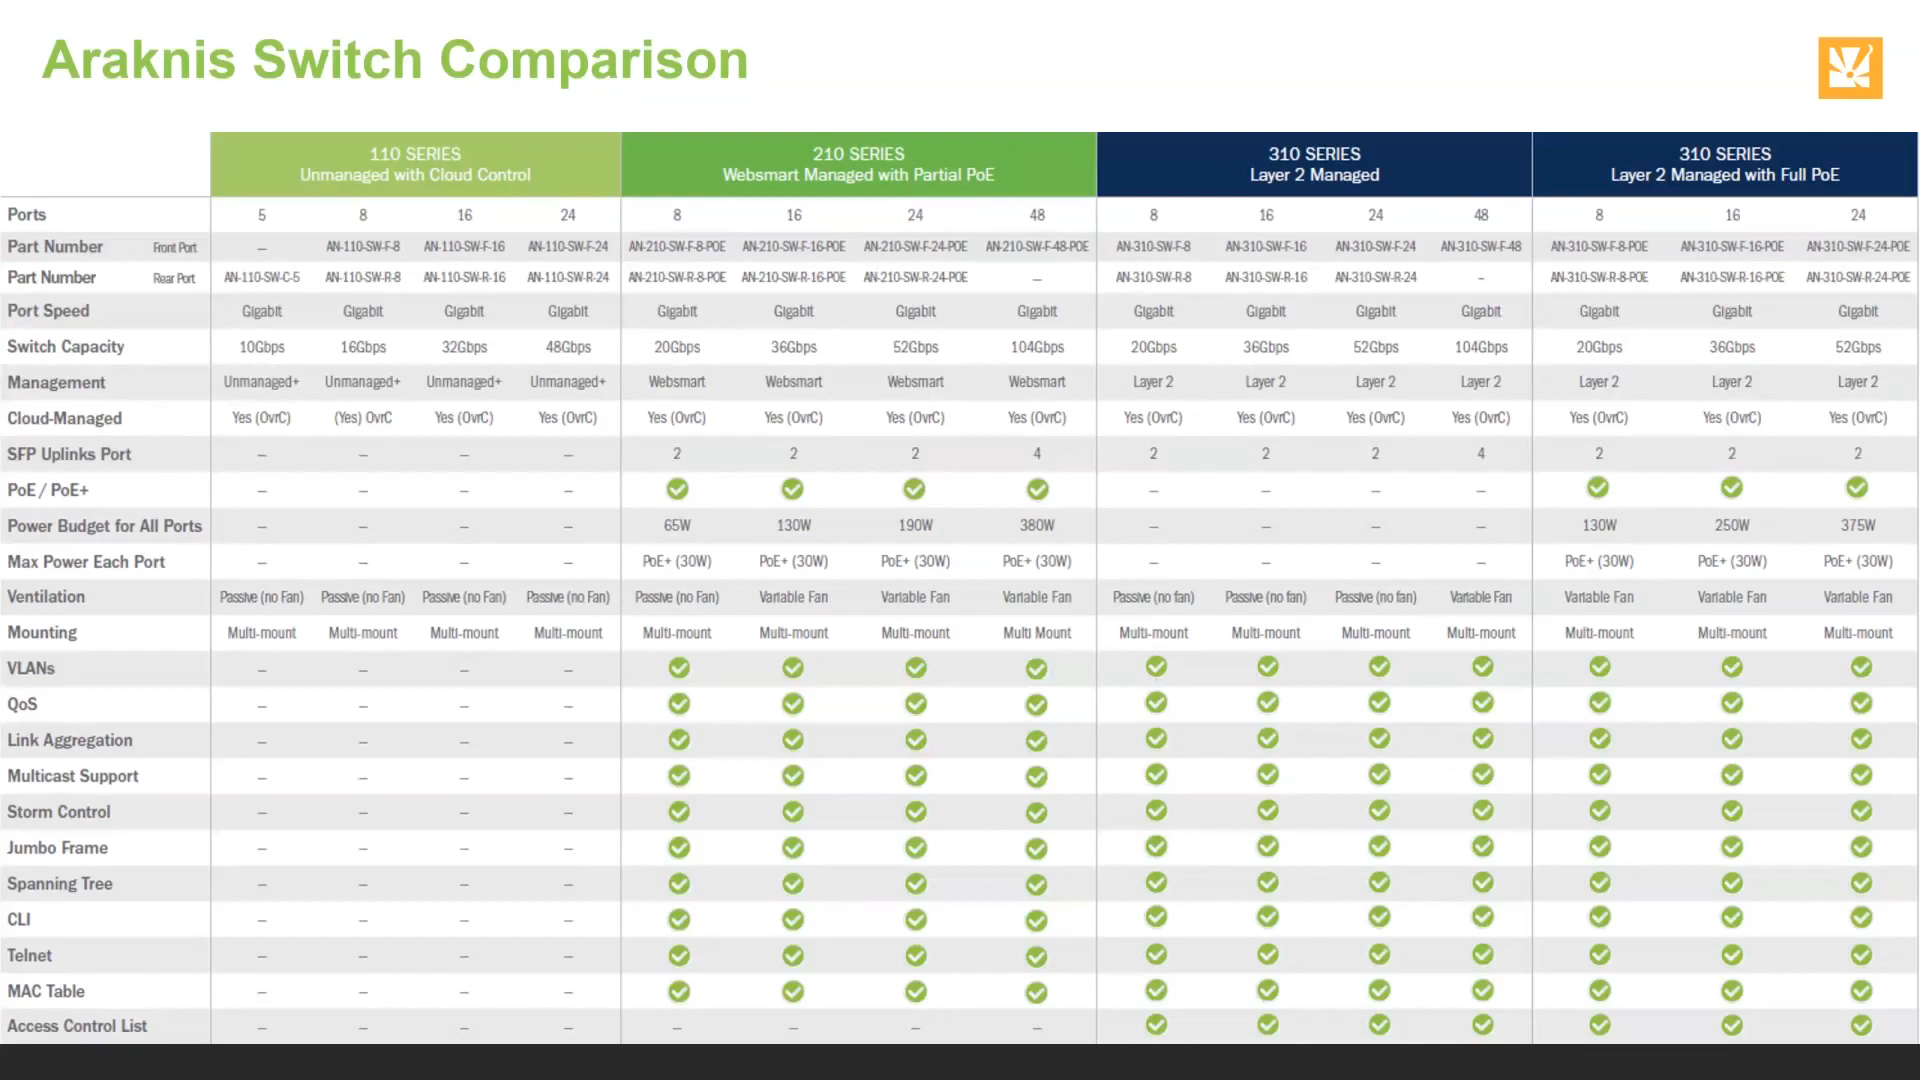 Araknis Switch Comparison
110 SERIES 210 SERIES 310 SERIES 310 SERIES
Unmanaged with Cloud Control Websmart Managed with Partial PoE Layer 2 Managed Layer 2 Managed with Full PoE
Ports 5 8 16 24 8 16 24 48 8 16 24 48 8 16 24
Part Number Front Port – AN-110-SW-F-8 AN-110-SW-F-16 AN-110-SW-F-24 AN-210-SW-F-8-POE AN-210-SW-F-16-POE AN-210-SW-F-24-POE AN-210-SW-F-48-POE AN-310-SW-F-8 AN-310-SW-F-16 AN-310-SW-F-24 AN-310-SW-F-48 AN-310-SW-F-8-POE AN-310-SW-F-16-POE AN-310-SW-F-24-POE
Part Number Rear Port AN-110-SW-C-5 AN-110-SW-R-8 AN-110-SW-R-16 AN-110-SW-R-24 AN-210-SW-R-8-POE AN-210-SW-R-16-POE AN-210-SW-R-24-POE – AN-310-SW-R-8 AN-310-SW-R-16 AN-310-SW-R-24 – AN-310-SW-R-8-POE AN-310-SW-R-16-POE AN-310-SW-R-24-POE
Port Speed Gigabit Gigabit Gigabit Gigabit Gigabit Gigabit Gigabit Gigabit Gigabit Gigabit Gigabit Gigabit Gigabit Gigabit Gigabit
Switch Capacity 10Gbps 16Gbps 32Gbps 48Gbps 20Gbps 36Gbps 52Gbps 104Gbps 20Gbps 36Gbps 52Gbps 104Gbps 20Gbps 36Gbps 52Gbps
Management Unmanaged+ Unmanaged+ Unmanaged+ Unmanaged+ Websmart Websmart Websmart Websmart Layer 2 Layer 2 Layer 2 Layer 2 Layer 2 Layer 2 Layer 2
Cloud-Managed Yes (OvrC) (Yes) OvrC Yes (OvrC) Yes (OvrC) Yes (OvrC) Yes (OvrC) Yes (OvrC) Yes (OvrC) Yes (OvrC) Yes (OvrC) Yes (OvrC) Yes (OvrC) Yes (OvrC) Yes (OvrC) Yes (OvrC)
SFP Uplinks Port – – – – 2 2 2 4 2 2 2 4 2 2 2
PoE / PoE+ – – – – – – – –
Power Budget for All Ports – – – – 65W 130W 190W 380W – – – – 130W 250W 375W
Max Power Each Port – – – – PoE+ (30W) PoE+ (30W) PoE+ (30W) PoE+ (30W) – – – – PoE+ (30W) PoE+ (30W) PoE+ (30W)
Ventilation Passive (no Fan) Passive (no Fan) Passive (no Fan) Passive (no Fan) Passive (no Fan) Variable Fan Variable Fan Variable Fan Passive (no fan) Passive (no fan) Passive (no fan) Variable Fan Variable Fan Variable Fan Variable Fan
Mounting Multi-mount Multi-mount Multi-mount Multi-mount Multi-mount Multi-mount Multi-mount Multi Mount Multi-mount Multi-mount Multi-mount Multi-mount Multi-mount Multi-mount Multi-mount
VLANs – – – –
QoS – – – –
Link Aggregation – – – –
Multicast Support – – – –
Storm Control – – – –
Jumbo Frame – – – –
Spanning Tree – – – –
CLI – – – –
Telnet – – – –
MAC Table – – – –
Access Control List – – – – – – – –